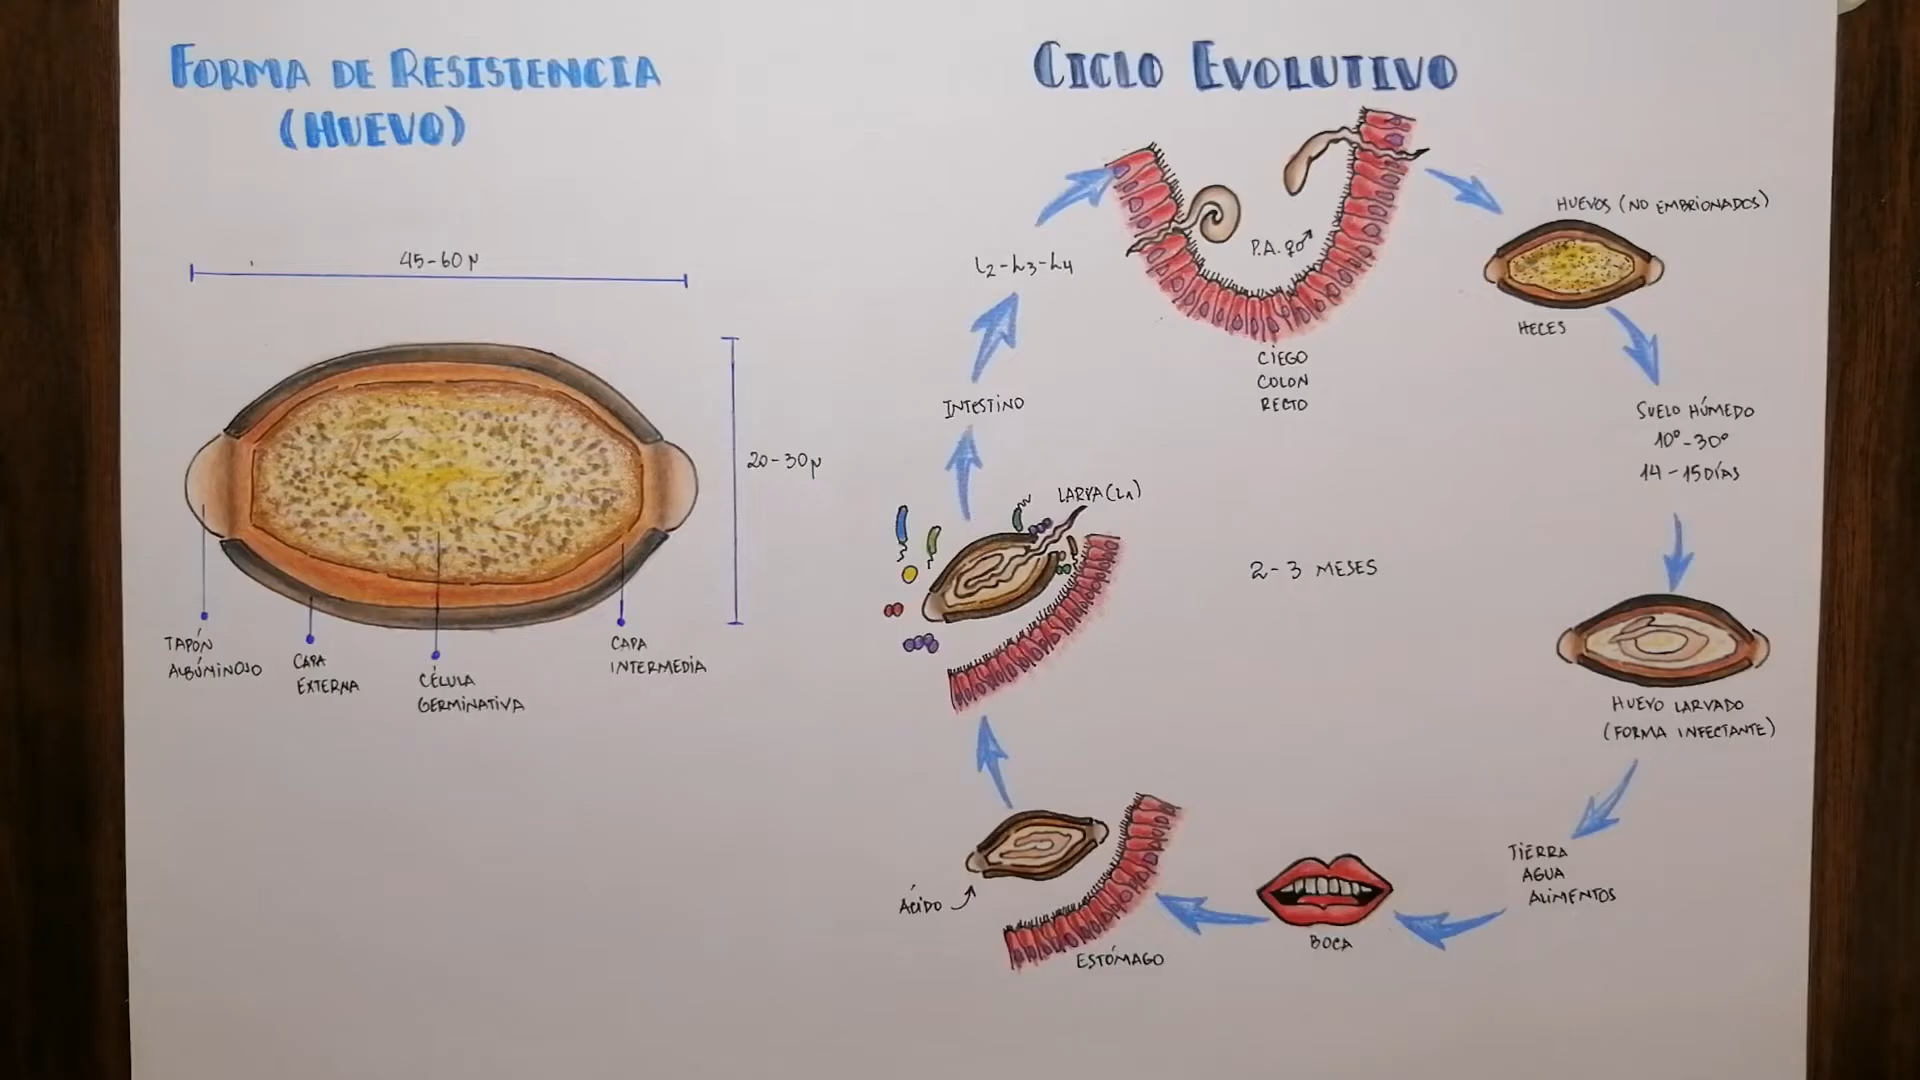 FORMA DE RESISTENCIA
(HUEVO)
45-60 µ
20-30 µ
TAPÓN
ALBÚMINOSO
CAPA
EXTERNA
CÉLULA
GERMINATIVA
CAPA
INTERMEDIA
CICLO EVOLUTIVO
P.A. ♀♂
CIEGO
COLON
RECTO
HUEVOS (NO EMBRIONADOS)
HECES
SUELO HÚMEDO
10°-30°
14-15 DÍAS
HUEVO LARVADO
(FORMA INFECTANTE)
TIERRA
AGUA
ALIMENTOS
BOCA
ESTÓMAGO
ÁCIDO
LARVA (L1)
INTESTINO
L2-L3-L4
2-3 MESES